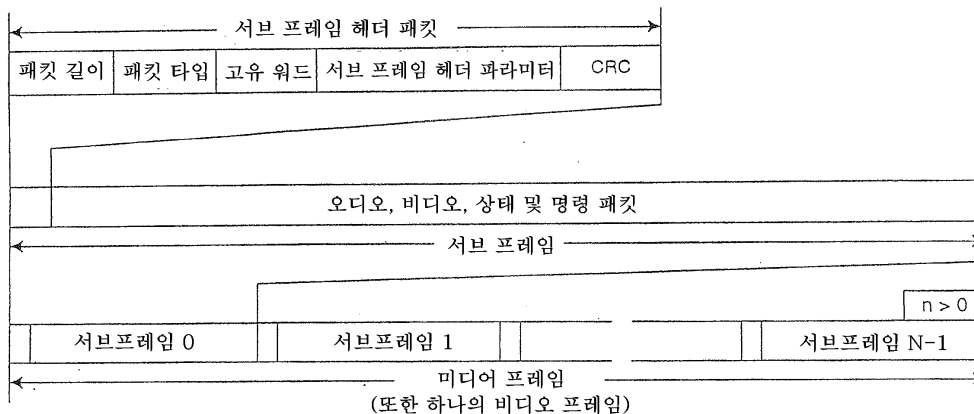 서브 프레임 헤더 패킷
패킷 길이 패킷 타입 고유 워드 서브 프레임 헤더 파라미터 CRC
오디오, 비디오, 상태 및 명령 패킷
서브 프레임
n > 0
서브프레임 0 서브프레임 1 서브프레임 N-1
미디어 프레임
(또한 하나의 비디오 프레임)